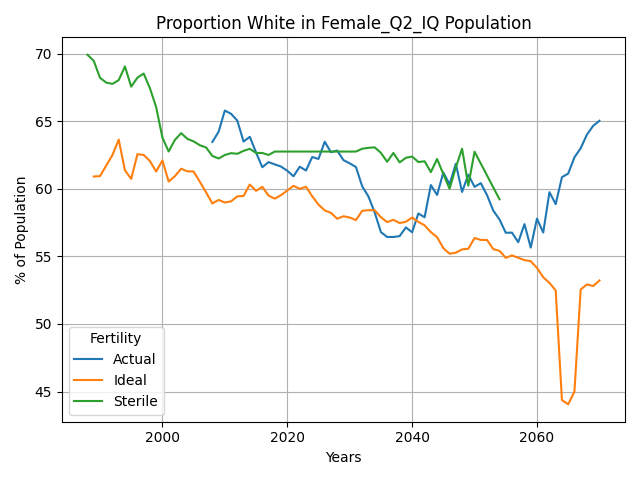 Proportion White in Female_Q2_IQ Population
% of Population
70
65
60
55
50
45
Fertility
Actual
Ideal
Sterile
2000
2020
2040
2060
Years